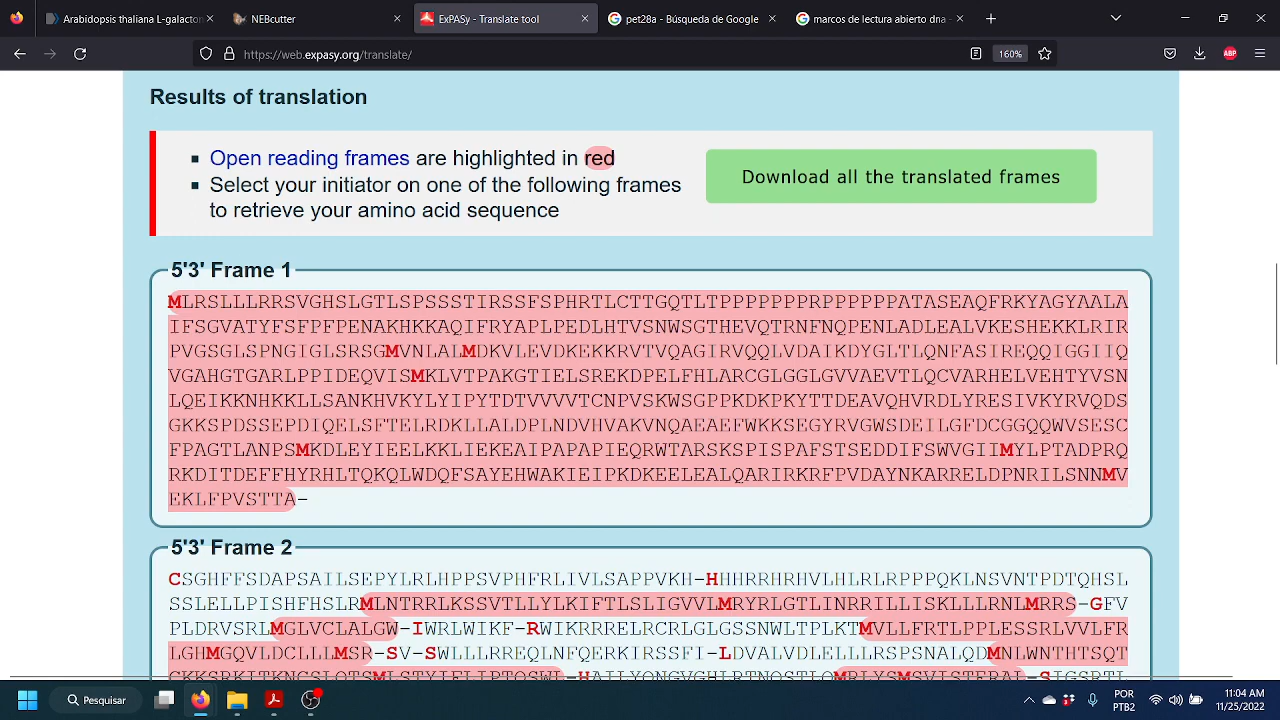 Arabidopsis thaliana L-galacton
NEBcutter
ExPASy - Translate tool
pet28a - Búsqueda de Google
marcos de lectura abierto dna -
https://web.expasy.org/translate/
160%
ABP
Results of translation
Open reading frames are highlighted in red
Select your initiator on one of the following frames
to retrieve your amino acid sequence
Download all the translated frames
5'3' Frame 1
MLRSLLLRRSVGHSLGTLSPSSSTIRSSFSPHRTLCTTGQTLTPPPPPPPRPPPPPPATASEAQFRKYAGYAALA
IFSGVATYFSFPFPENAKHKKAQIFRYAPLPEDLHTVSNWSGTHEVQTRNFNQPENLADLEALVKESHEKKLRIR
PVGSGLSPNGIGLSRSGMVNLALMDKVLEVDKEKKRVTVQAGIRVQQLVDAIKDYGLTLQNFASIREQQIGGIIQ
VGAHGTGARLPPIDEQVISMKLVTPAKGTIELSREKDPELFHLARCGLGGLGVVAEVTLQCVARHELVEHTYVSN
LQEIKKNHKKLLSANKHVKYLYIPYTDTVVVVTCNPVSKWSGPPKDKPKYTTDEAVQHVRDLYRESIVKYRVQDS
GKKSPDSSEPDIQELSFTELRDKLLALDPLNDVHVAKVNQAEAEFWKKSEGYRVGWSDEILGFDCGGQQWVSESC
FPAGTLANPSMKDLEYIEELKKLIEKEAIPAPAPIEQRWTARSKSPISPAFSTSEDDIFSWVGIIMYLPTADPRQ
RKDITDEFFHYRHLTQKQLWDQFSAYEHWAKIEIPKDKEELEALQARIRKRFPVDAYNKARRELDPNRILSNNMV
EKLFPVSTTA-
5'3' Frame 2
CSGHFFSDAPSAILSEPYLRLHPPSVPHFRLIVLSAPPVKH-HHHRRHRHVLHLRLRPPPQKLNSVNTPDTQHSL
SSLELLPISHFHSLRMLNTRRLKSSVTLLYLKIFTLSLIGVVLMRYRLGTLINRRILLISKLLLRNLMRRS-GFV
PLDRVSRLMGLVCLALGW-IWRLWIKF-RWIKRRRELRCRLGLGSSNWLTPLKTMVLLFRTLPPLESSRLVVLFR
LGHMGQVLDCLLLMSR-SV-SWLLLRREQLNFQERKIRSSFI-LDVALVDLELLLRSPSNALQDMNLWNTHTSQT
Pesquisar
POR
PTB2
11:04 AM
11/25/2022